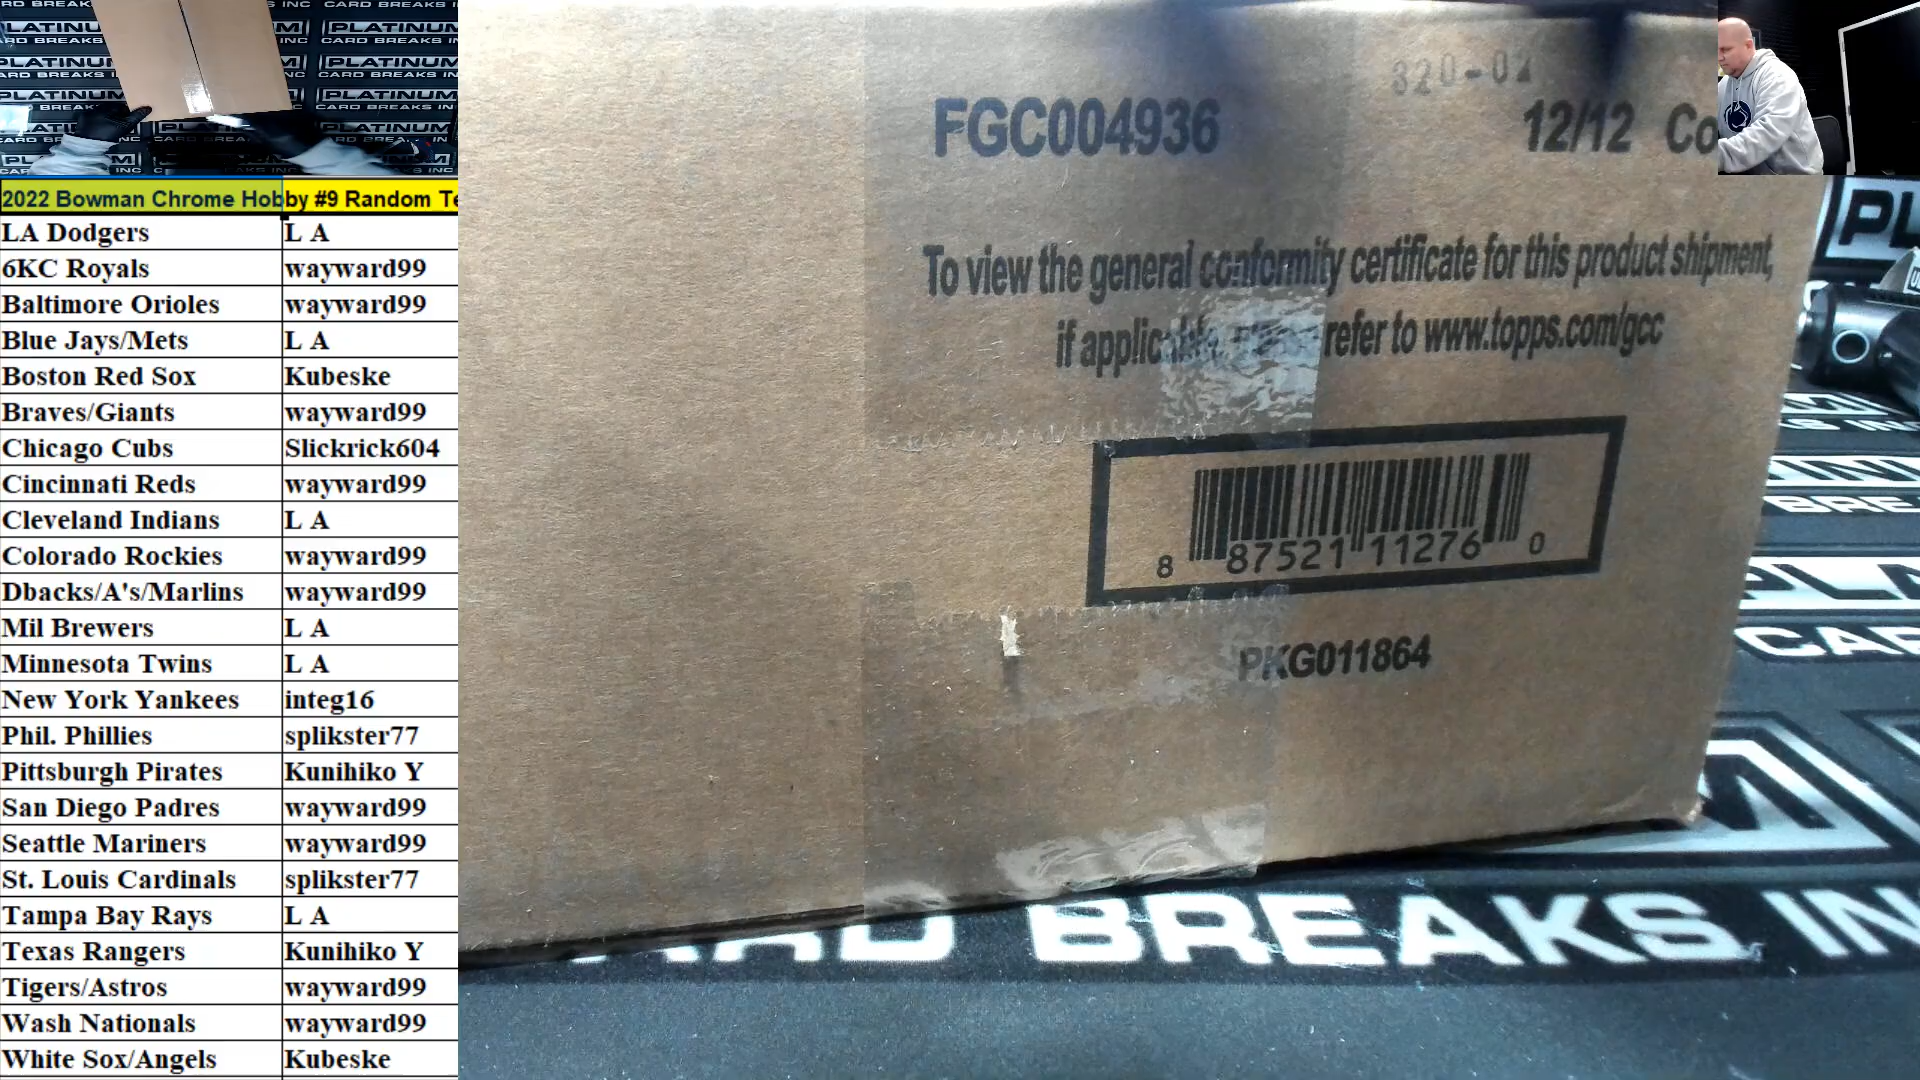 2022 Bowman Chrome Hobby #9 Random Te
LA Dodgers L A
6KC Royals wayward99
Baltimore Orioles wayward99
Blue Jays/Mets L A
Boston Red Sox Kubeske
Braves/Giants wayward99
Chicago Cubs Slickrick604
Cincinnati Reds wayward99
Cleveland Indians L A
Colorado Rockies wayward99
Dbacks/A's/Marlins wayward99
Mil Brewers L A
Minnesota Twins L A
New York Yankees integ16
Phil. Phillies splikster77
Pittsburgh Pirates Kunihiko Y
San Diego Padres wayward99
Seattle Mariners wayward99
St. Louis Cardinals splikster77
Tampa Bay Rays L A
Texas Rangers Kunihiko Y
Tigers/Astros wayward99
Wash Nationals wayward99
White Sox/Angels Kubeske
PLATINUM
CARD BREAKS INC
320-02
FGC004936 12/12 Co
To view the general conformity certificate for this product shipment,
if applicable refer to www.topps.com/gcc
8 87521 11276 0
PKG011864
CARD BREAKS IN